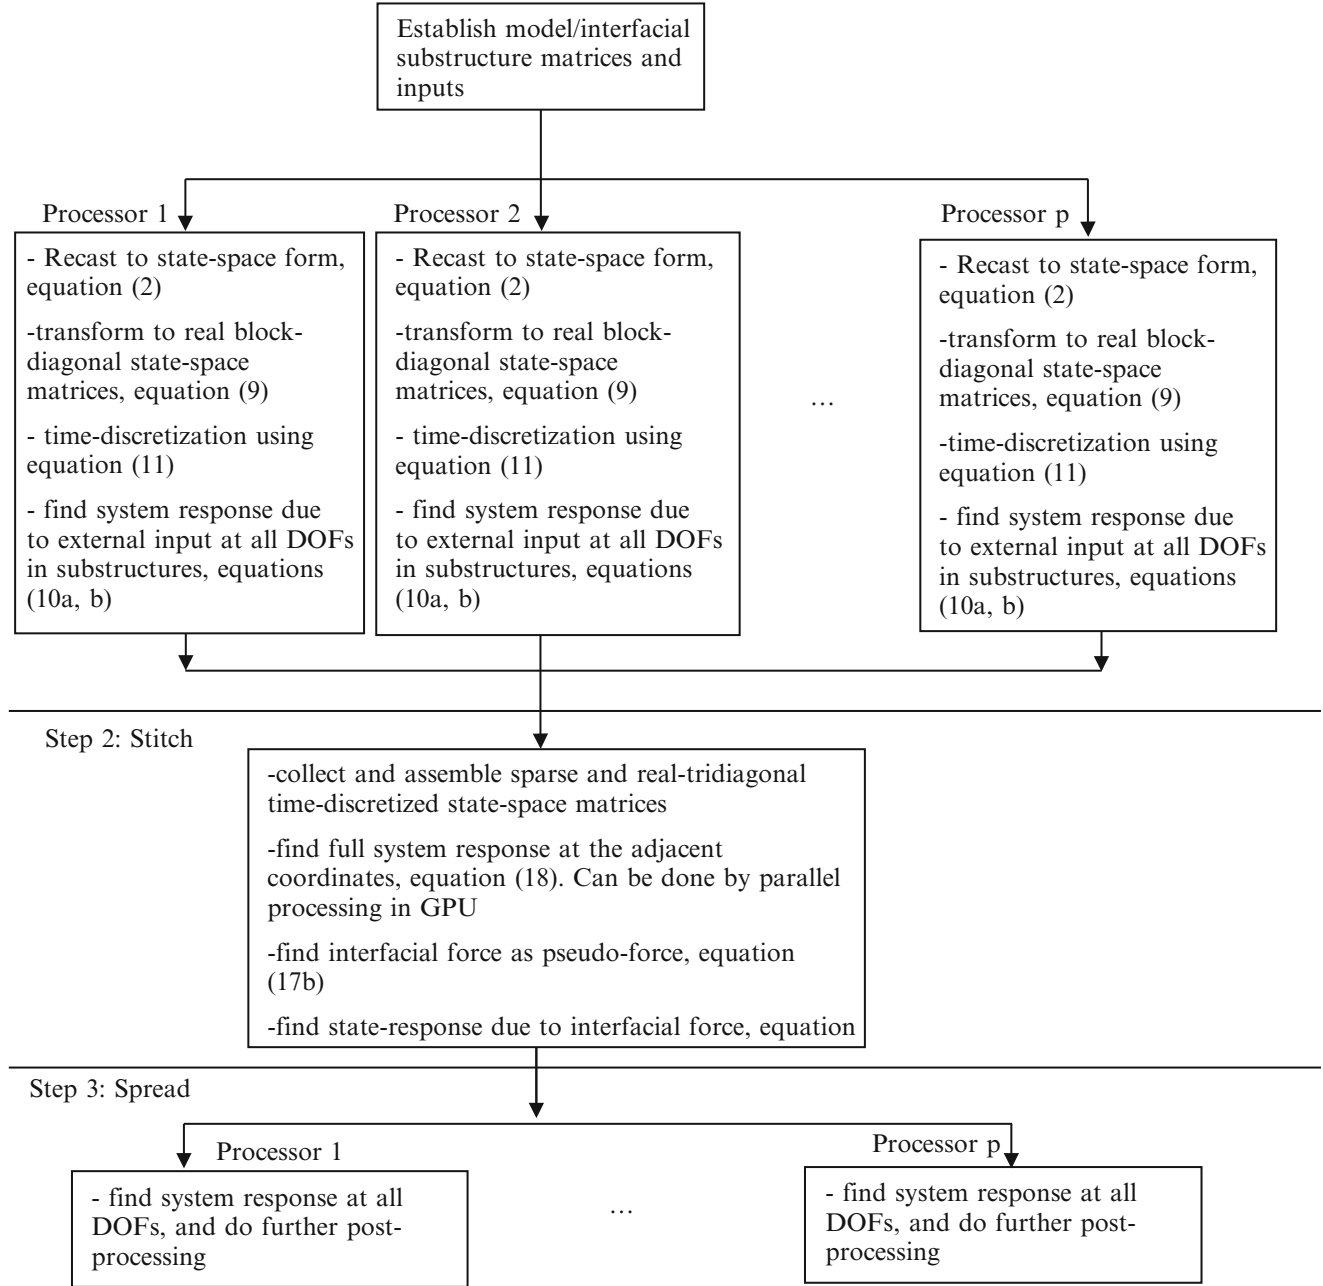 Establish model/interfacial
substructure matrices and
inputs
Processor 1
- Recast to state-space form,
equation (2)
-transform to real block-
diagonal state-space
matrices, equation (9)
- time-discretization using
equation (11)
- find system response due
to external input at all DOFs
in substructures, equations
(10a, b)
Processor 2
- Recast to state-space form,
equation (2)
-transform to real block-
diagonal state-space
matrices, equation (9)
- time-discretization using
equation (11)
- find system response due
to external input at all DOFs
in substructures, equations
(10a, b)
...
Processor p
- Recast to state-space form,
equation (2)
-transform to real block-
diagonal state-space
matrices, equation (9)
-time-discretization using
equation (11)
- find system response due
to external input at all DOFs
in substructures, equations
(10a, b)
Step 2: Stitch
-collect and assemble sparse and real-tridiagonal
time-discretized state-space matrices
-find full system response at the adjacent
coordinates, equation (18). Can be done by parallel
processing in GPU
-find interfacial force as pseudo-force, equation
(17b)
-find state-response due to interfacial force, equation
Step 3: Spread
Processor 1
- find system response at all
DOFs, and do further post-
processing
...
Processor p
- find system response at all
DOFs, and do further post-
processing